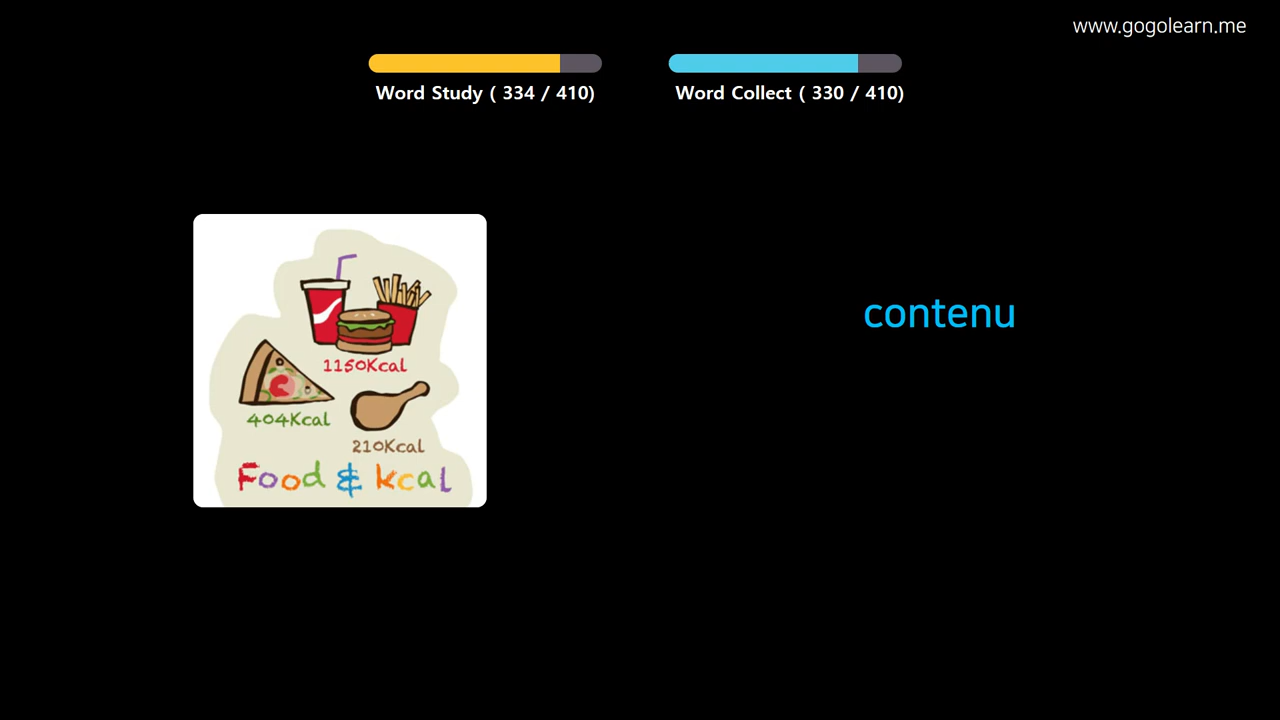 www.gogolearn.me
Word Study ( 334 / 410)
Word Collect ( 330 / 410)
contenu
1150Kcal
404Kcal
210Kcal
Food & kcal